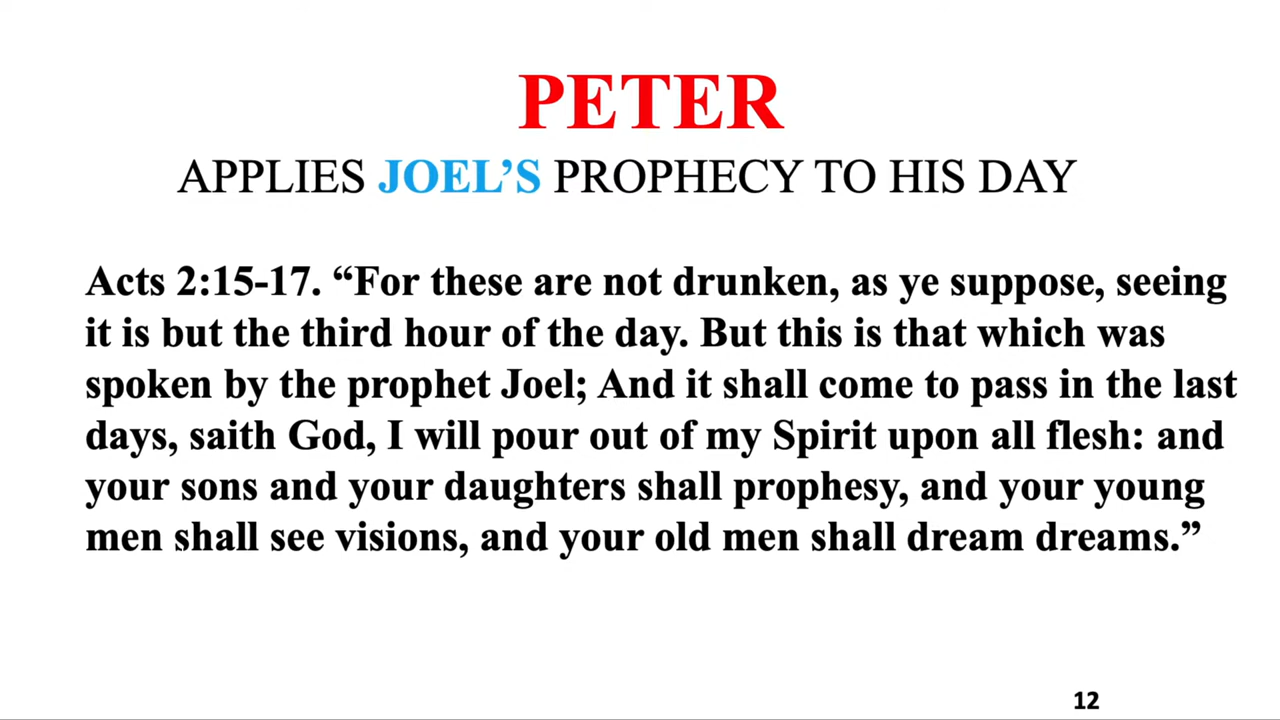 PETER
APPLIES JOEL’S PROPHECY TO HIS DAY
Acts 2:15-17. “For these are not drunken, as ye suppose, seeing
it is but the third hour of the day. But this is that which was
spoken by the prophet Joel; And it shall come to pass in the last
days, saith God, I will pour out of my Spirit upon all flesh: and
your sons and your daughters shall prophesy, and your young
men shall see visions, and your old men shall dream dreams.”
12